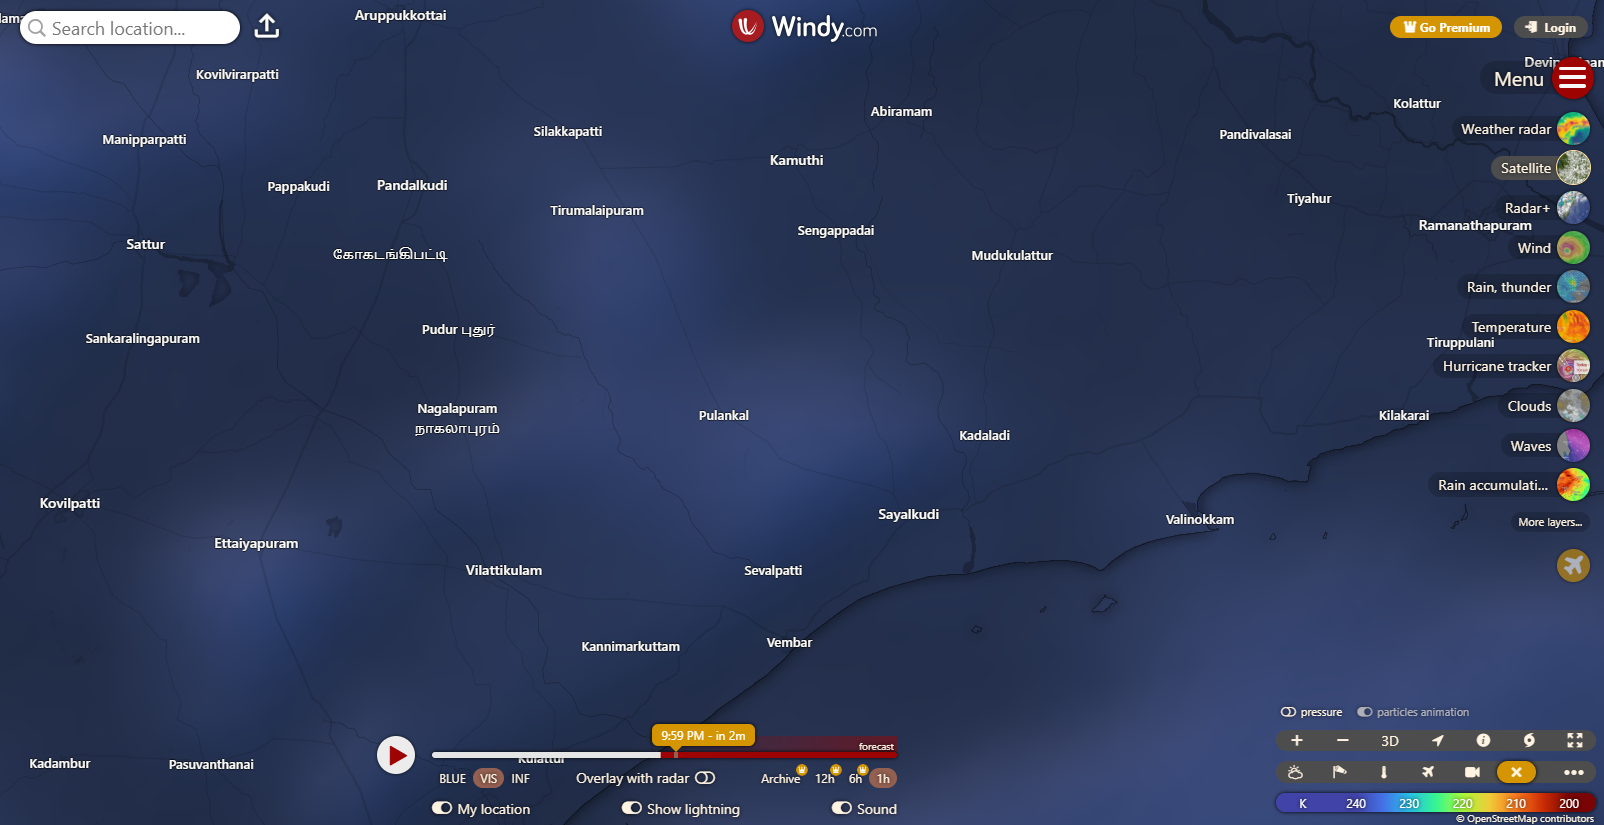 Aruppukkottai
Search location...
Windy.com
Go Premium
Login
Menu
Kovilvirarpatti
Kolattur
Abiramam
Weather radar
Silakkapatti
Pandivalasai
Manipparpatti
Kamuthi
Satellite
Pappakudi
Pandalkudi
Tiyahur
Radar+
Tirumalaipuram
Ramanathapuram
Sengappadai
Sattur
Wind
கோகடங்கிபட்டி
Mudukulattur
Rain, thunder
Pudur புதுர்
Temperature
Sankaralingapuram
Tiruppulani
Hurricane tracker
Nagalapuram
நாகலாபுரம்
Clouds
Pulankal
Kilakarai
Kadaladi
Waves
Rain accumulati...
Kovilpatti
Sayalkudi
Valinokkam
More layers...
Ettaiyapuram
Vilattikulam
Sevalpatti
Kannimarkuttam
Vembar
pressure
particles animation
9:59 PM - in 2m
forecast
3D
Kulattur
Kadambur
Pasuvanthanai
BLUE VIS INF
Overlay with radar
Archive 12h 6h 1h
My location
Show lightning
Sound
K 240 230 220 210 200
© OpenStreetMap contributors